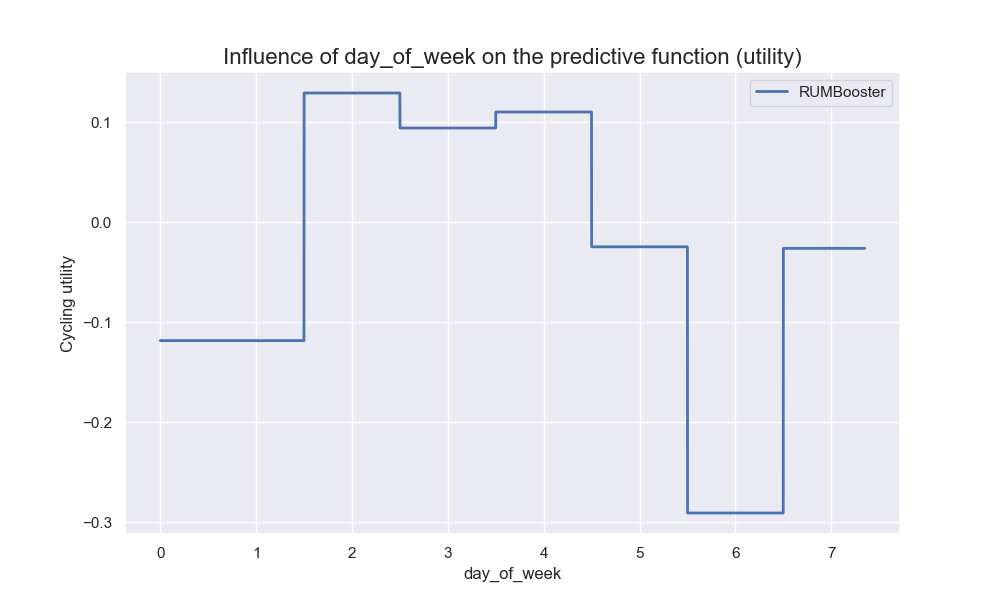 Influence of day_of_week on the predictive function (utility)
RUMBooster
Cycling utility
0.1
0.0
−0.1
−0.2
−0.3
0 1 2 3 4 5 6 7
day_of_week